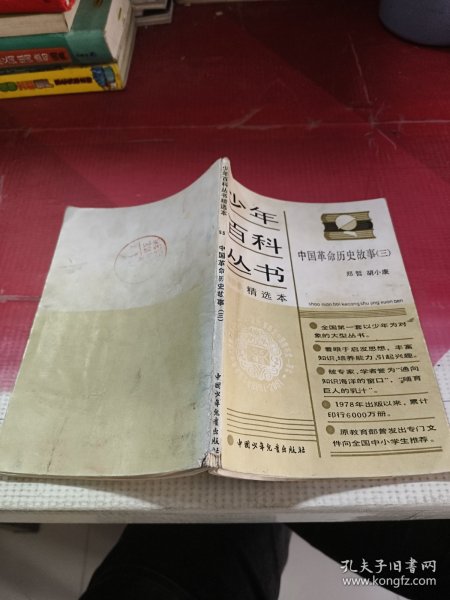 少年百科丛书精选本
53
中国革命历史故事(三)
中国少年儿童出版社
少年
百科
丛书
精选本
中国革命历史故事(三)
郑哲 胡小康
shao nian bai ke cong shu jing xuan ben
全国第一套以少年为对
象的大型丛书。
着眼于启发思想,丰富
知识,培养能力,引起兴趣。
被专家、学者誉为“通向
知识海洋的窗口”、“哺育
巨人的乳汁”。
1978年出版以来,累计
印行6000万册。
原教育部曾发出专门文
件向全国中小学生推荐。
中国少年儿童出版社
孔夫子旧书网
www.kongfz.com